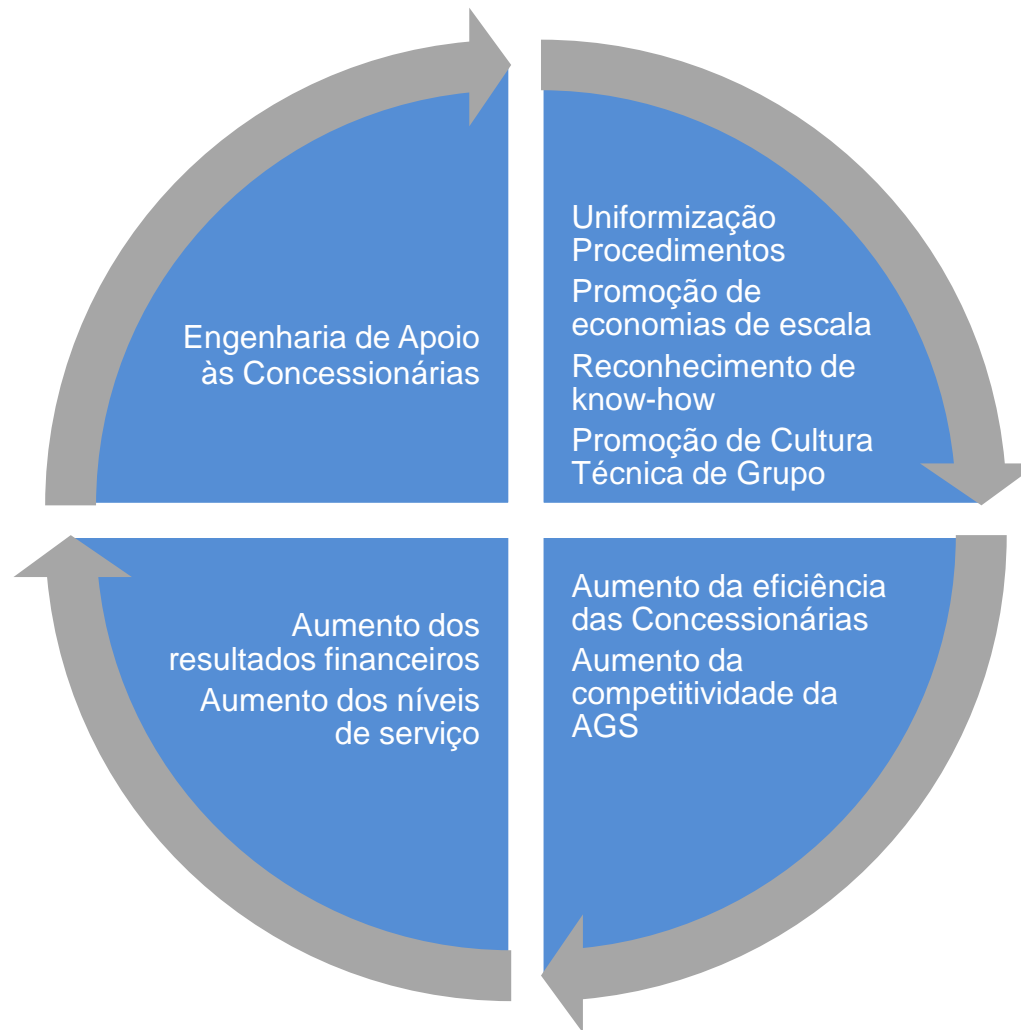 Engenharia de Apoio
às Concessionárias
Uniformização
Procedimentos
Promoção de
economias de escala
Reconhecimento de
know-how
Promoção de Cultura
Técnica de Grupo
Aumento dos
resultados financeiros
Aumento dos níveis
de serviço
Aumento da eficiência
das Concessionárias
Aumento da
competitividade da
AGS